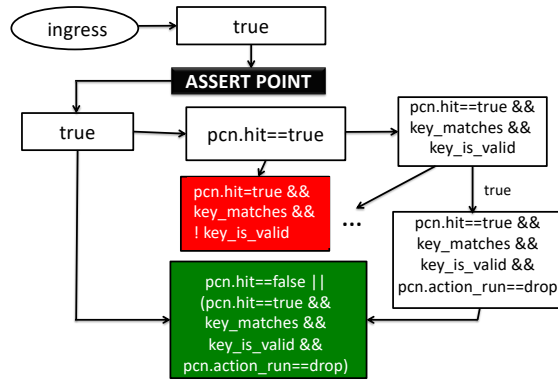 ingress
true
ASSERT POINT
true
pcn.hit==true
pcn.hit==true &&
key_matches &&
key_is_valid
pcn.hit=true &&
key_matches &&
! key_is_valid
...
true
pcn.hit==true &&
key_matches &&
key_is_valid &&
pcn.action_run==drop
pcn.hit==false ||
(pcn.hit==true &&
key_matches &&
key_is_valid &&
pcn.action_run==drop)